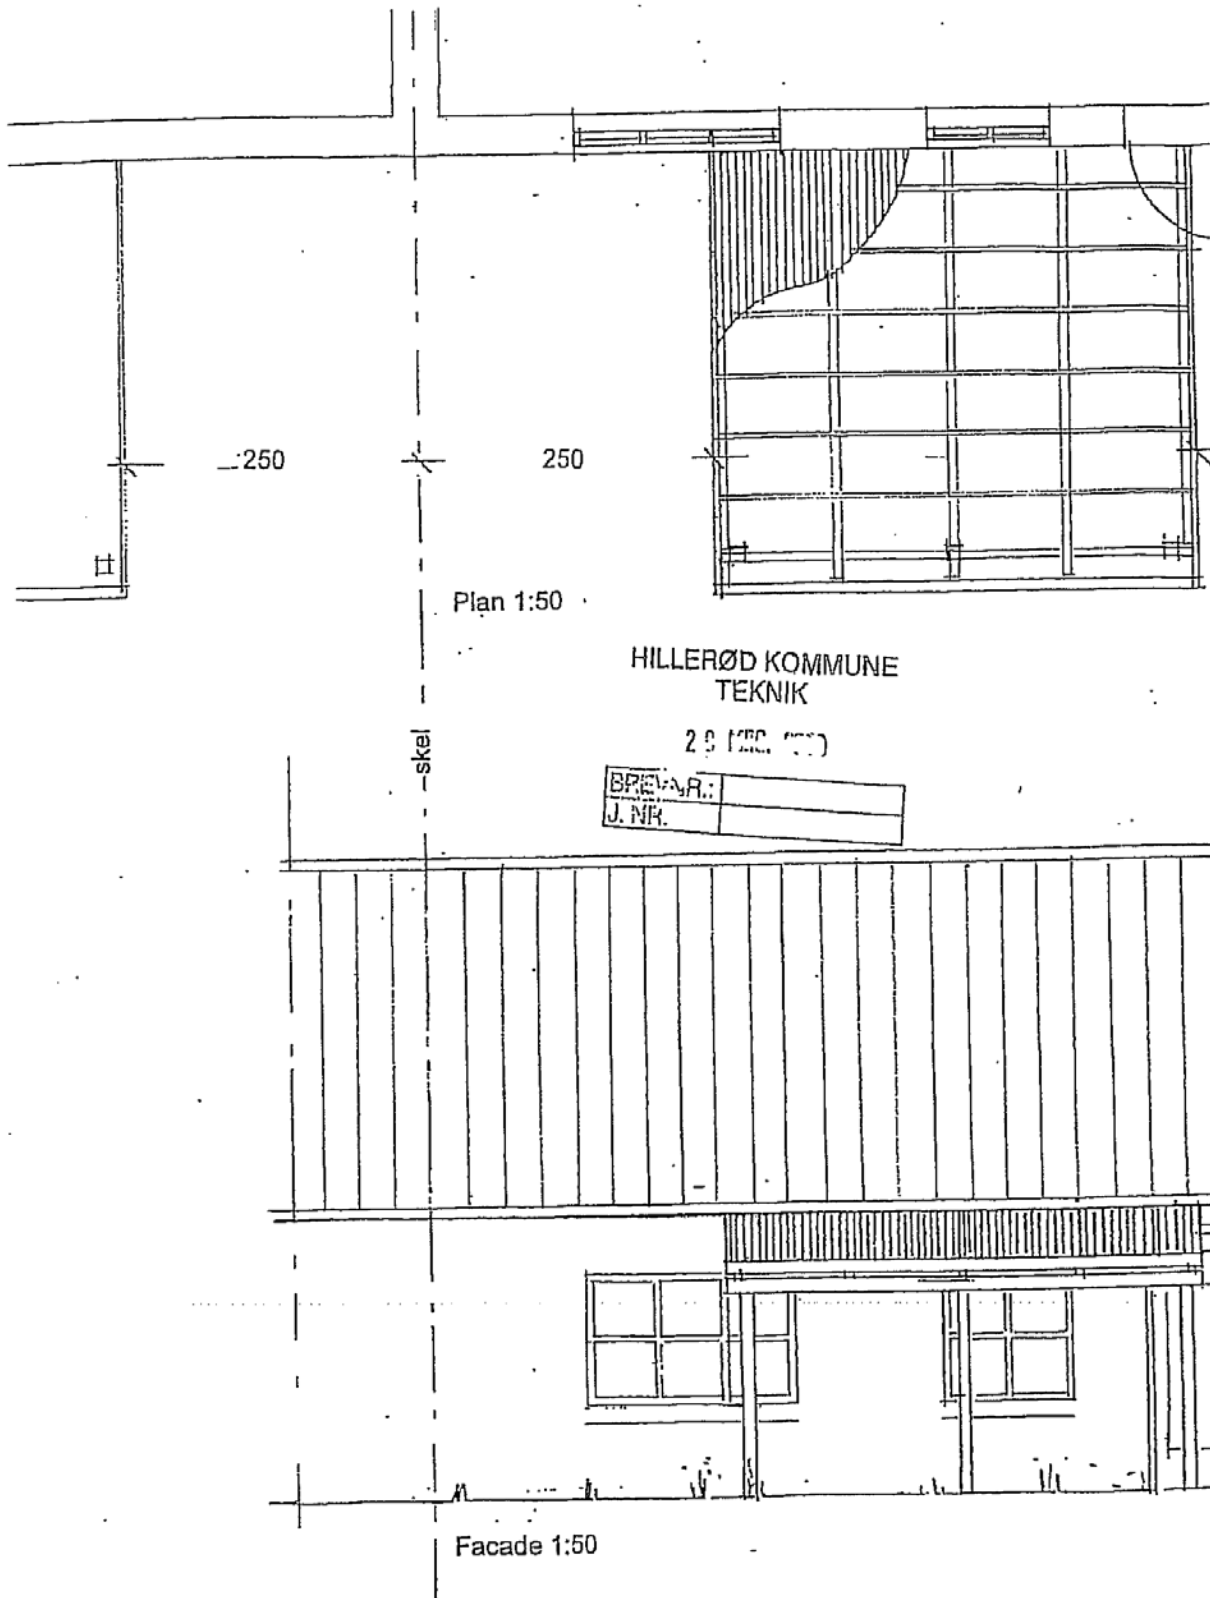 250
250
Plan 1:50
HILLERØD KOMMUNE
TEKNIK
skel
J. NR.
Facade 1:50